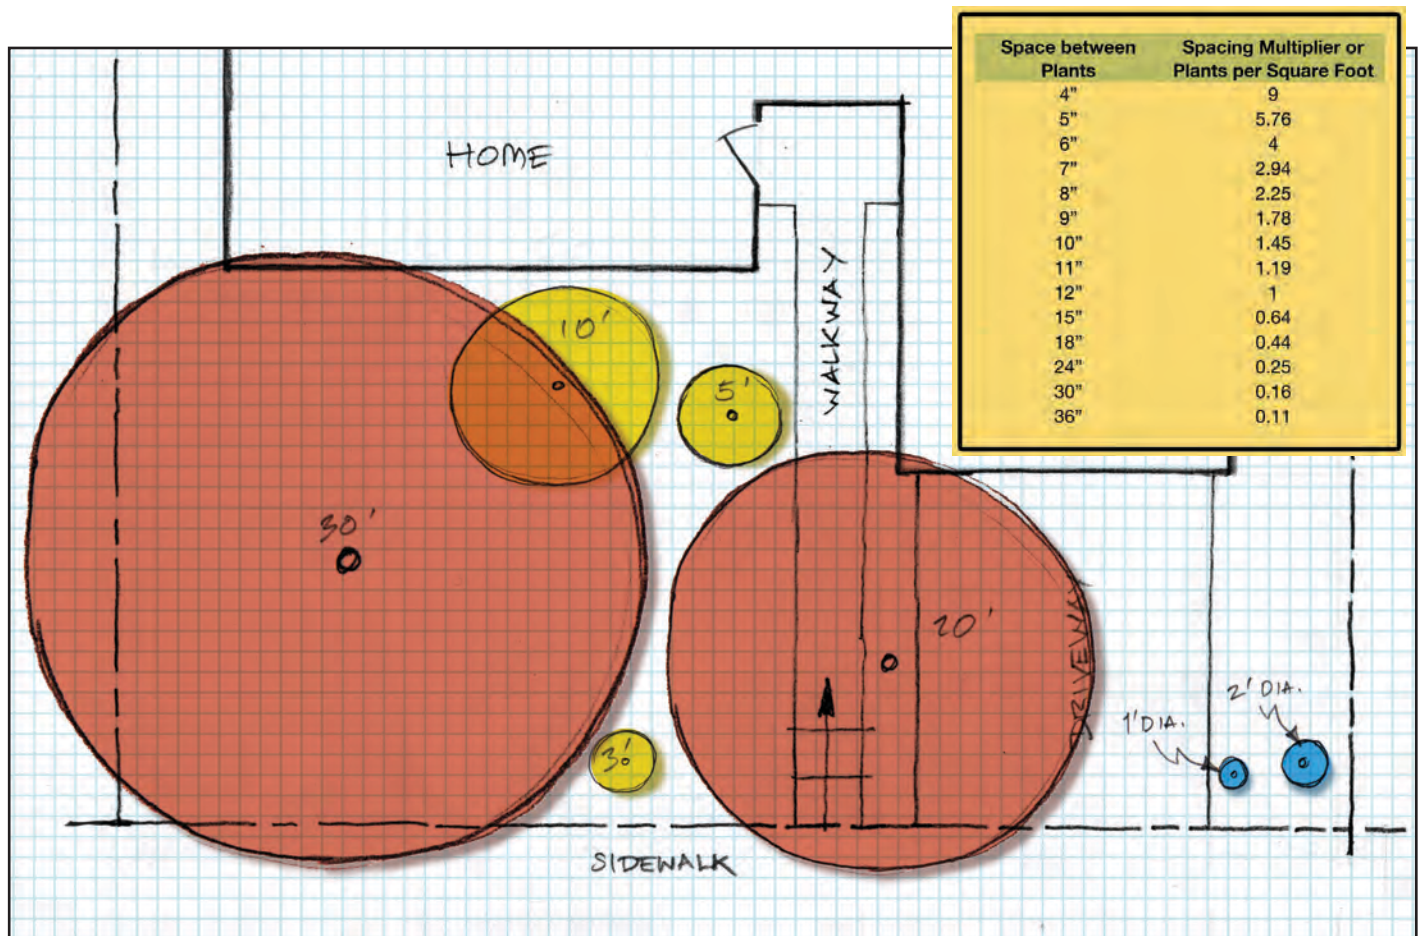 Space between Plants
Spacing Multiplier or Plants per Square Foot
4” 9
5” 5.76
6” 4
7” 2.94
8” 2.25
9” 1.78
10” 1.45
11” 1.19
12” 1
15” 0.64
18” 0.44
24” 0.25
30” 0.16
36” 0.11
HOME
WALKWAY
10'
5'
30'
20'
DRIVEWAY
3'
1' DIA.
2' DIA.
SIDEWALK